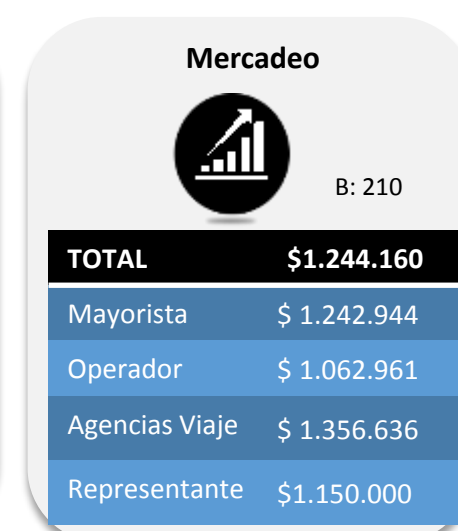 Mercadeo
B: 210
TOTAL $1.244.160
Mayorista $ 1.242.944
Operador $ 1.062.961
Agencias Viaje $ 1.356.636
Representante $1.150.000